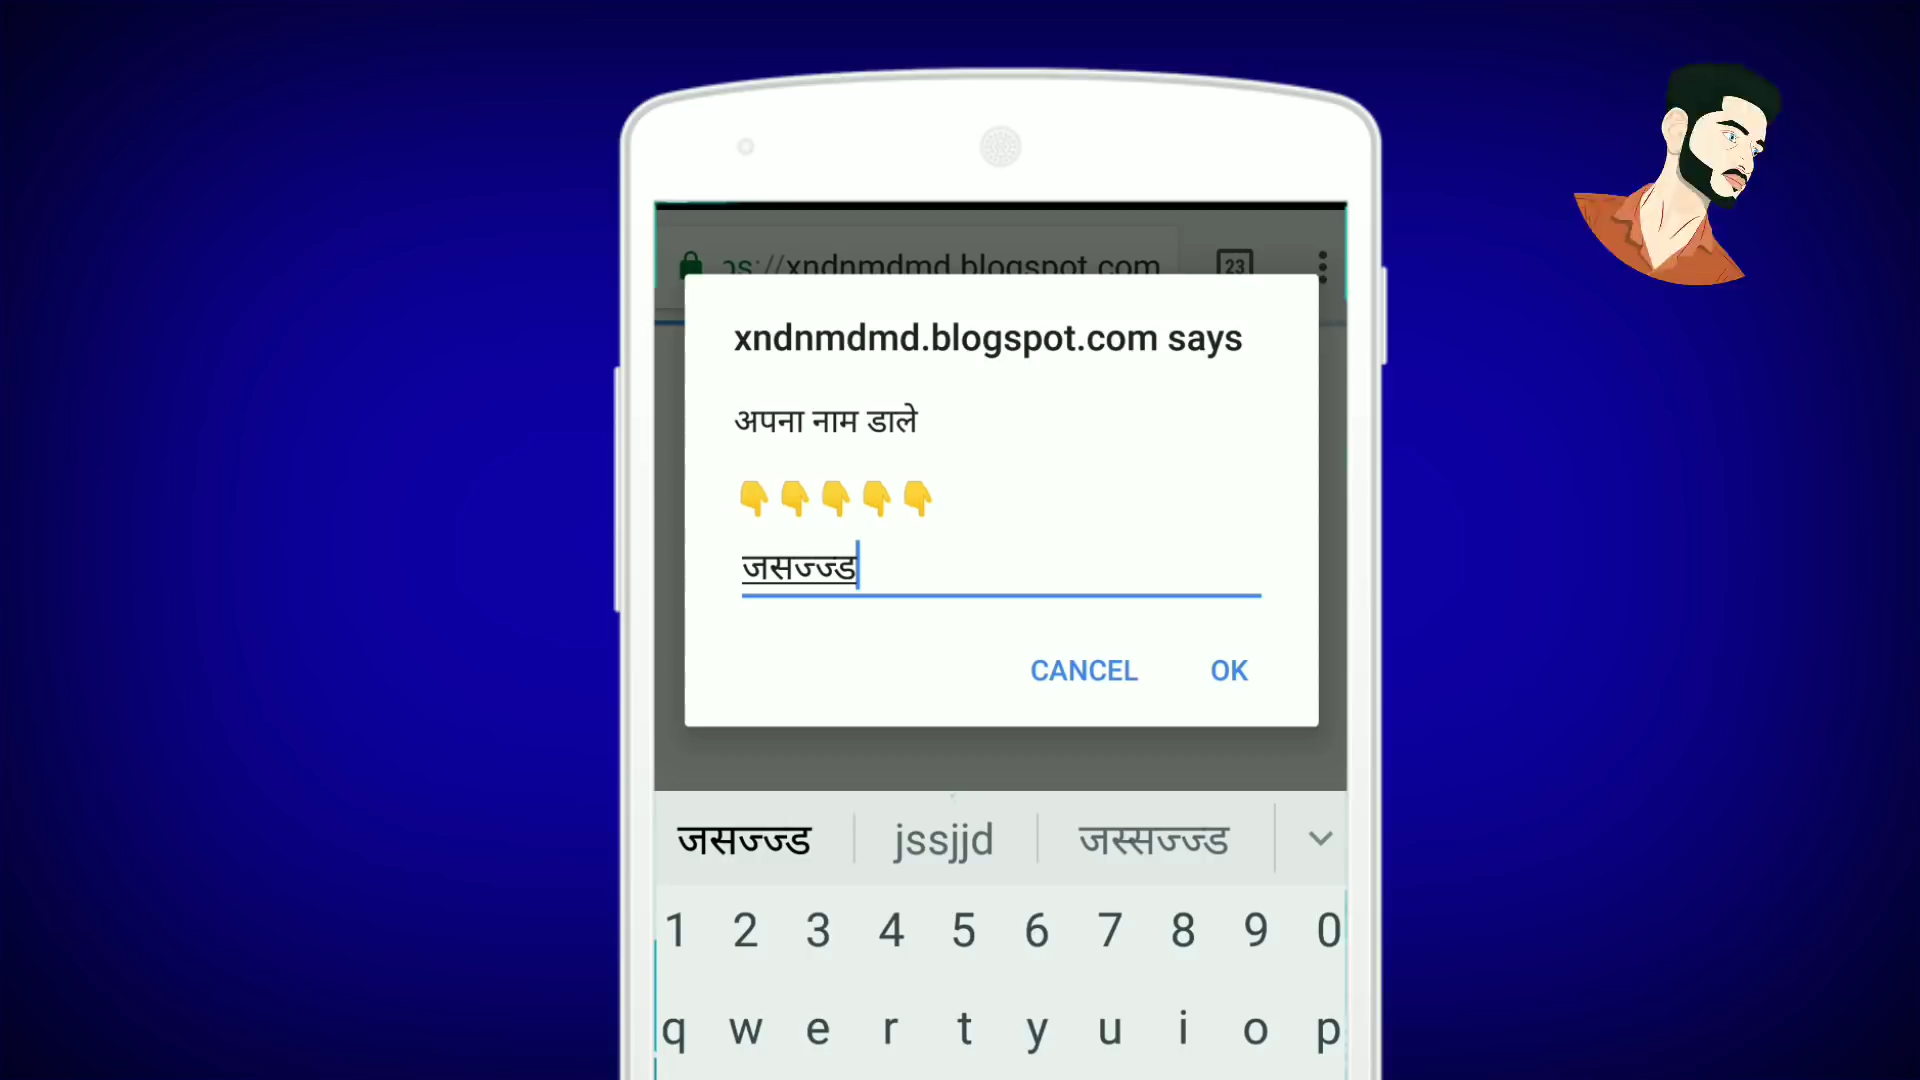 ps://xndnmdmd.blogspot.com 23
xndnmdmd.blogspot.com says
अपना नाम डाले
👇👇👇👇👇
जसज्ज्ड
CANCEL OK
जसज्ज्ड jssjjd जस्सज्ज्ड
1 2 3 4 5 6 7 8 9 0
q w e r t y u i o p